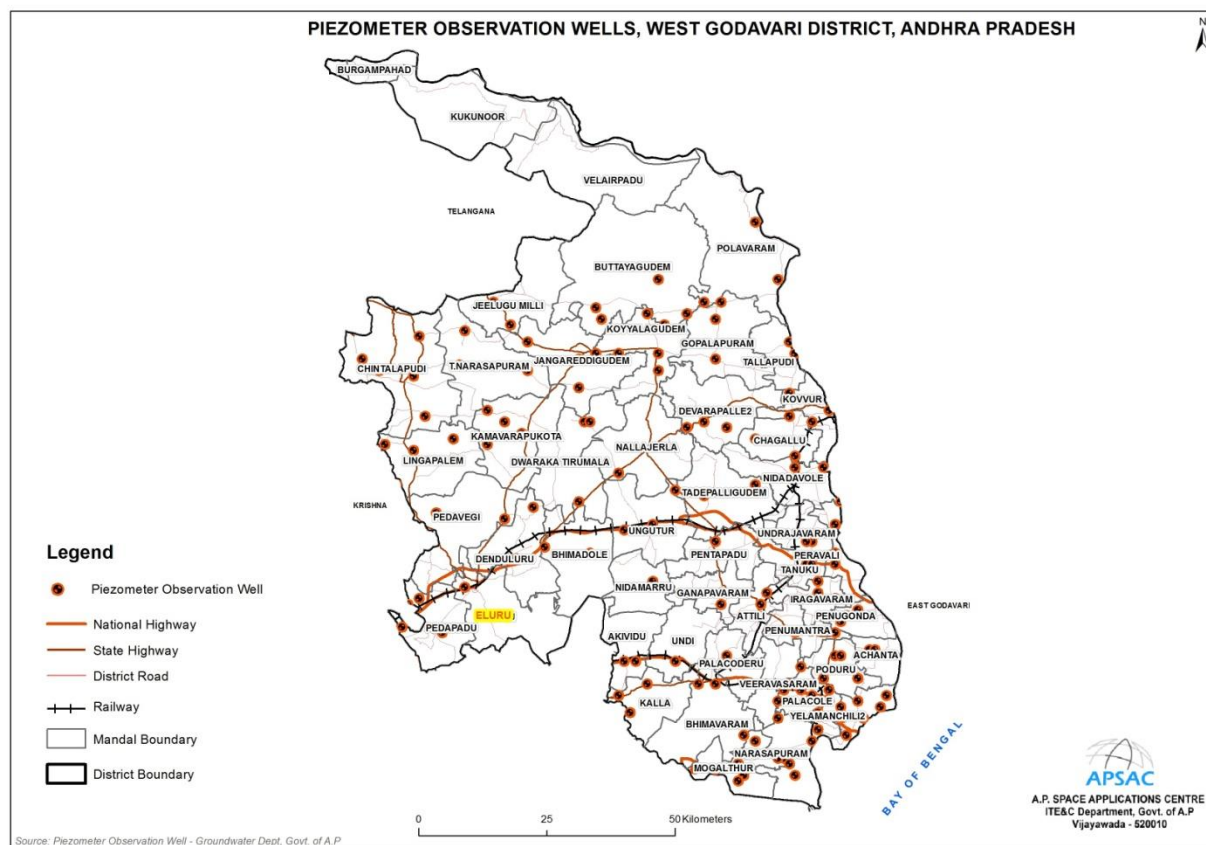 PIEZOMETER OBSERVATION WELLS, WEST GODAVARI DISTRICT, ANDHRA PRADESH
N
BURGAMPAHAD
KUKUNOOR
VELAIRPADU
TELANGANA
POLAVARAM
BUTTAYAGUDEM
JEELUGU MILLI
KOYYALAGUDEM
GOPALAPURAM
JANGAREDDIGUDEM
TALLAPUDI
CHINTALAPUDI
T.NARASAPURAM
KOVVUR
DEVARAPALLE2
KAMAVARAPUKOTA
CHAGALLU
NALLAJERLA
LINGAPALEM
DWARAKA TIRUMALA
NIDADAVOLE
TADEPALLIGUDEM
KRISHNA
PEDAVEGI
UNGUTUR
UNDRAJAVARAM
DENDULURU
BHIMADOLE
PENTAPADU
PERAVALI
TANUKU
NIDAMARRU
GANAPAVARAM
IRAGAVARAM
EAST GODAVARI
ELURU
ATTILI
PENUGONDA
PEDAPADU
AKIVIDU
UNDI
PENUMANTRA
ACHANTA
PALACODERU
PODURU
VEERAVASARAM
KALLA
PALACOLE
YELAMANCHILI2
BHIMAVARAM
NARASAPURAM
MOGALTHUR
BAY OF BENGAL
Legend
Piezometer Observation Well
National Highway
State Highway
District Road
Railway
Mandal Boundary
District Boundary
0 25 50 Kilometers
APSAC
A.P. SPACE APPLICATIONS CENTRE
ITE&C Department, Govt. of A.P
Vijayawada - 520010
Source: Piezometer Observation Well - Groundwater Dept, Govt. of A.P